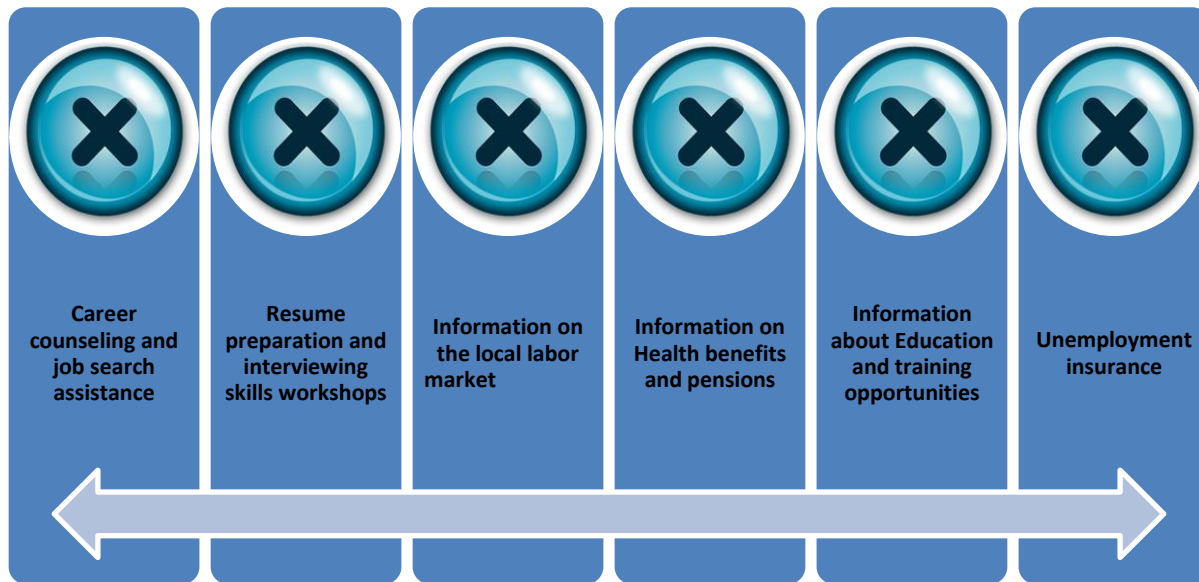 Career
counseling and
job search
assistance
Resume
preparation and
interviewing
skills workshops
Information on
the local labor
market
Information on
Health benefits
and pensions
Information
about Education
and training
opportunities
Unemployment
insurance